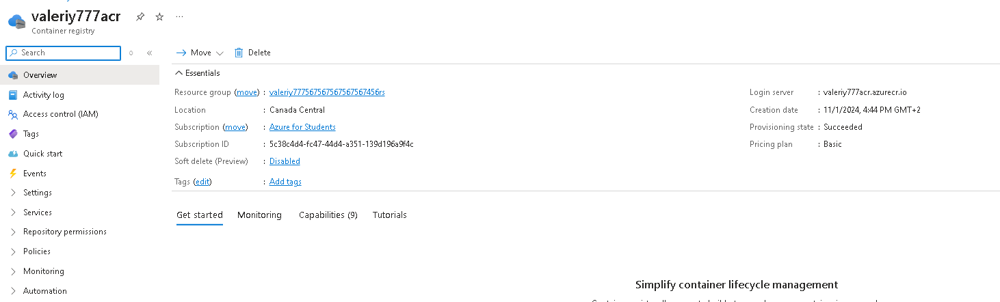 valeriy777acr
Container registry
Search
Move
Delete
Overview
Activity log
Access control (IAM)
Tags
Quick start
Events
Settings
Services
Repository permissions
Policies
Monitoring
Automation
Essentials
Resource group (move) : valeriy777567567567567567456rs
Location : Canada Central
Subscription (move) : Azure for Students
Subscription ID : 5c38c4d4-fc47-44d4-a351-139d196a9f4c
Soft delete (Preview) : Disabled
Tags (edit) : Add tags
Login server : valeriy777acr.azurecr.io
Creation date : 11/1/2024, 4:44 PM GMT+2
Provisioning state : Succeeded
Pricing plan : Basic
Get started Monitoring Capabilities (9) Tutorials
Simplify container lifecycle management